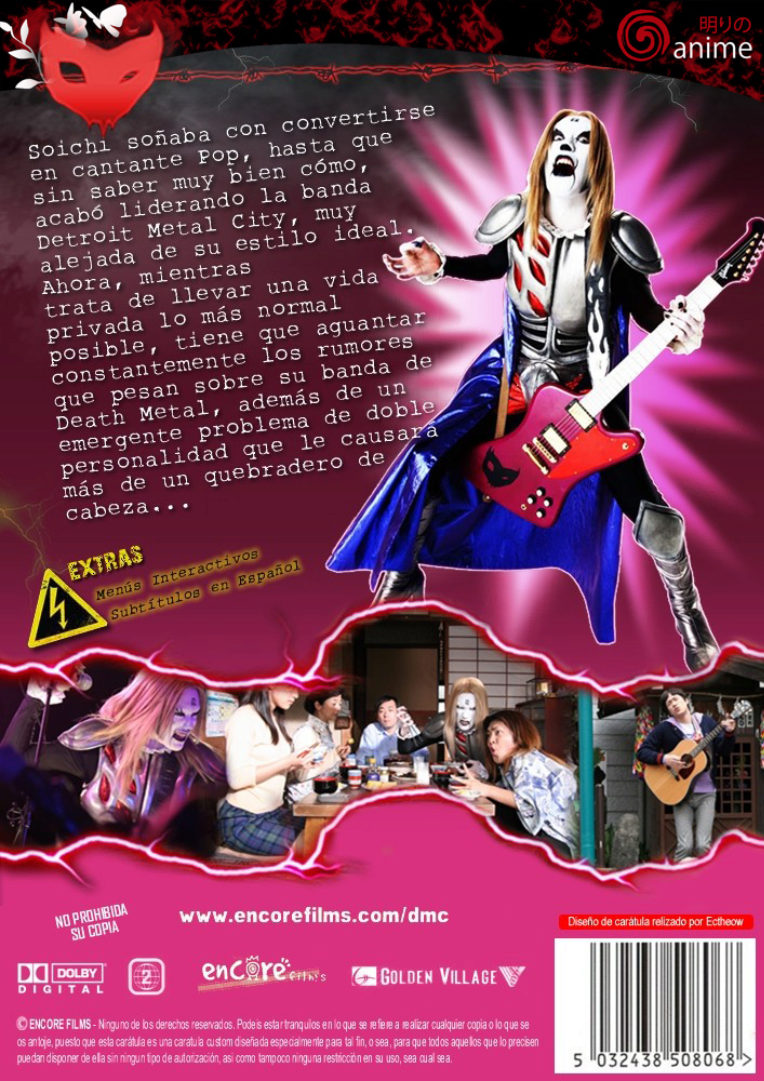 明りの
anime
Soichi soñaba con convertirse
en cantante Pop, hasta que
sin saber muy bien cómo,
acabó liderando la banda
Detroit Metal City, muy
alejada de su estilo ideal.
Ahora, mientras
trata de llevar una vida
privada lo más normal
posible, tiene que aguantar
constantemente los rumores
que pesan sobre su banda de
Death Metal, además de un
emergente problema de doble
personalidad que le causará
más de un quebradero de
cabeza...
EXTRAS
Menús Interactivos
Subtítulos en Español
NO PROHIBIDA
SU COPIA
www.encorefilms.com/dmc
Diseño de carátula relizado por Ectheow
DOLBY
DIGITAL
2
encore films
GOLDEN VILLAGE
© ENCORE FILMS - Ninguno de los derechos reservados. Podeis estar tranquilos en lo que se refiere a realizar cualquier copia o lo que se
os antoje, puesto que esta carátula es una caratula custom diseñada especialmente para tal fin, o sea, para que todos aquellos que lo precisen
puedan disponer de ella sin ningun tipo de autorización, asi como tampoco ninguna restricción en su uso, sea cual sea.
5 032438 508068 >